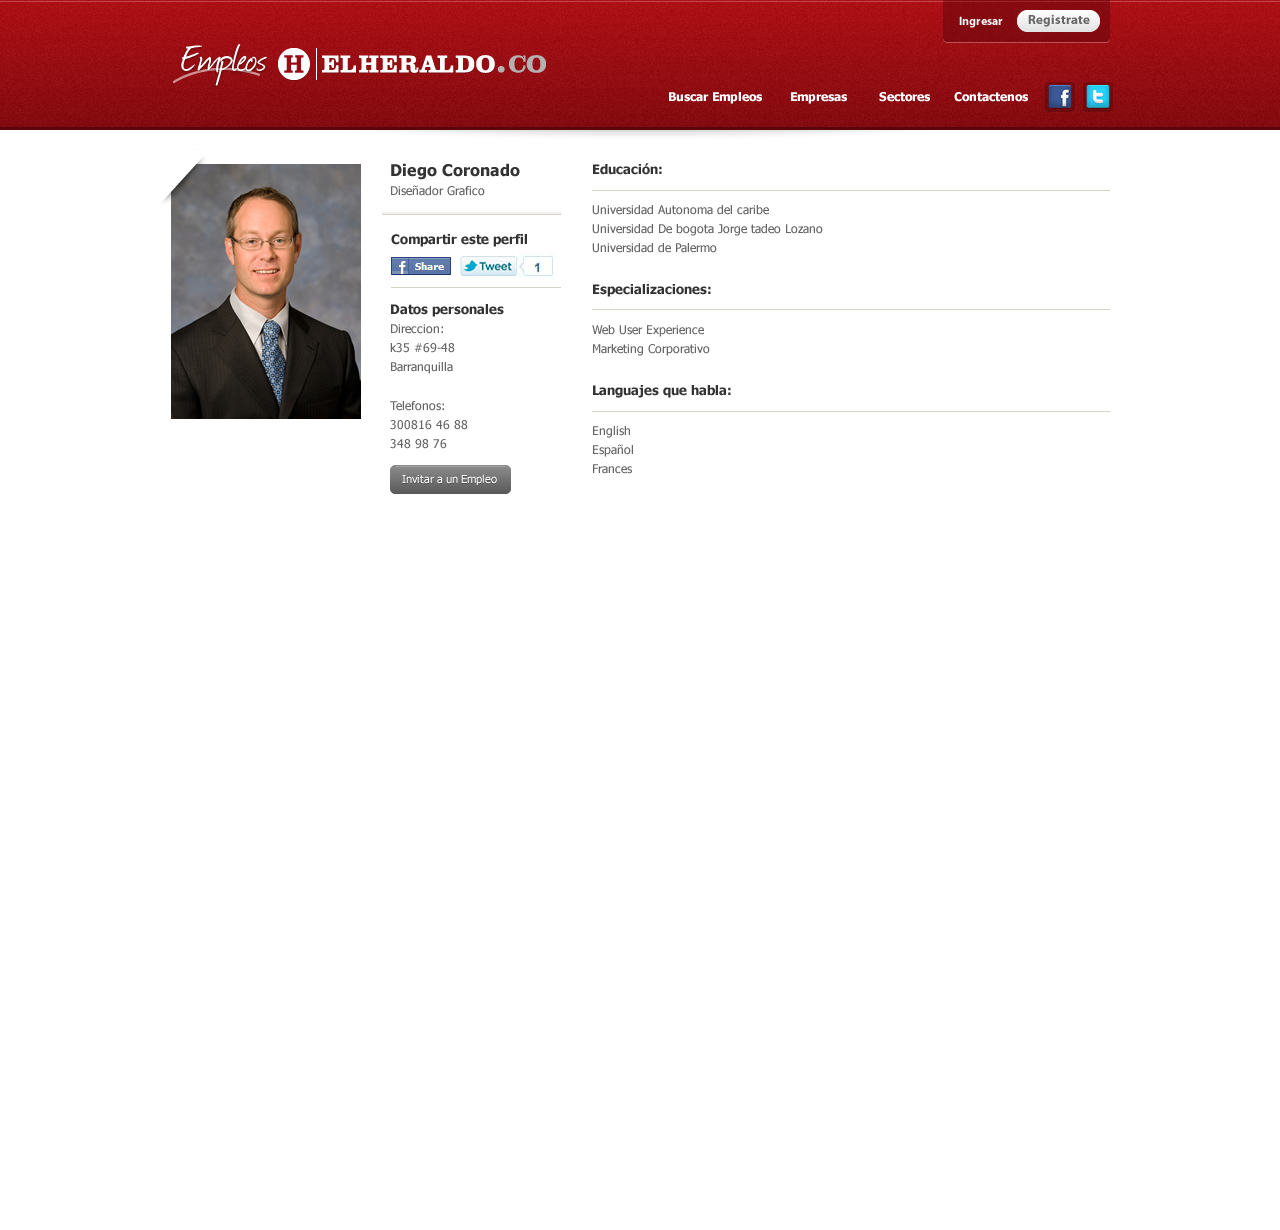 Ingresar
Registrate
Empleos H ELHERALDO.CO
Buscar Empleos
Empresas
Sectores
Contactenos
Diego Coronado
Diseñador Grafico
Compartir este perfil
Share
Tweet
1
Datos personales
Direccion:
k35 #69-48
Barranquilla
Telefonos:
300816 46 88
348 98 76
Invitar a un Empleo
Educación:
Universidad Autonoma del caribe
Universidad De bogota Jorge tadeo Lozano
Universidad de Palermo
Especializaciones:
Web User Experience
Marketing Corporativo
Languajes que habla:
English
Español
Frances